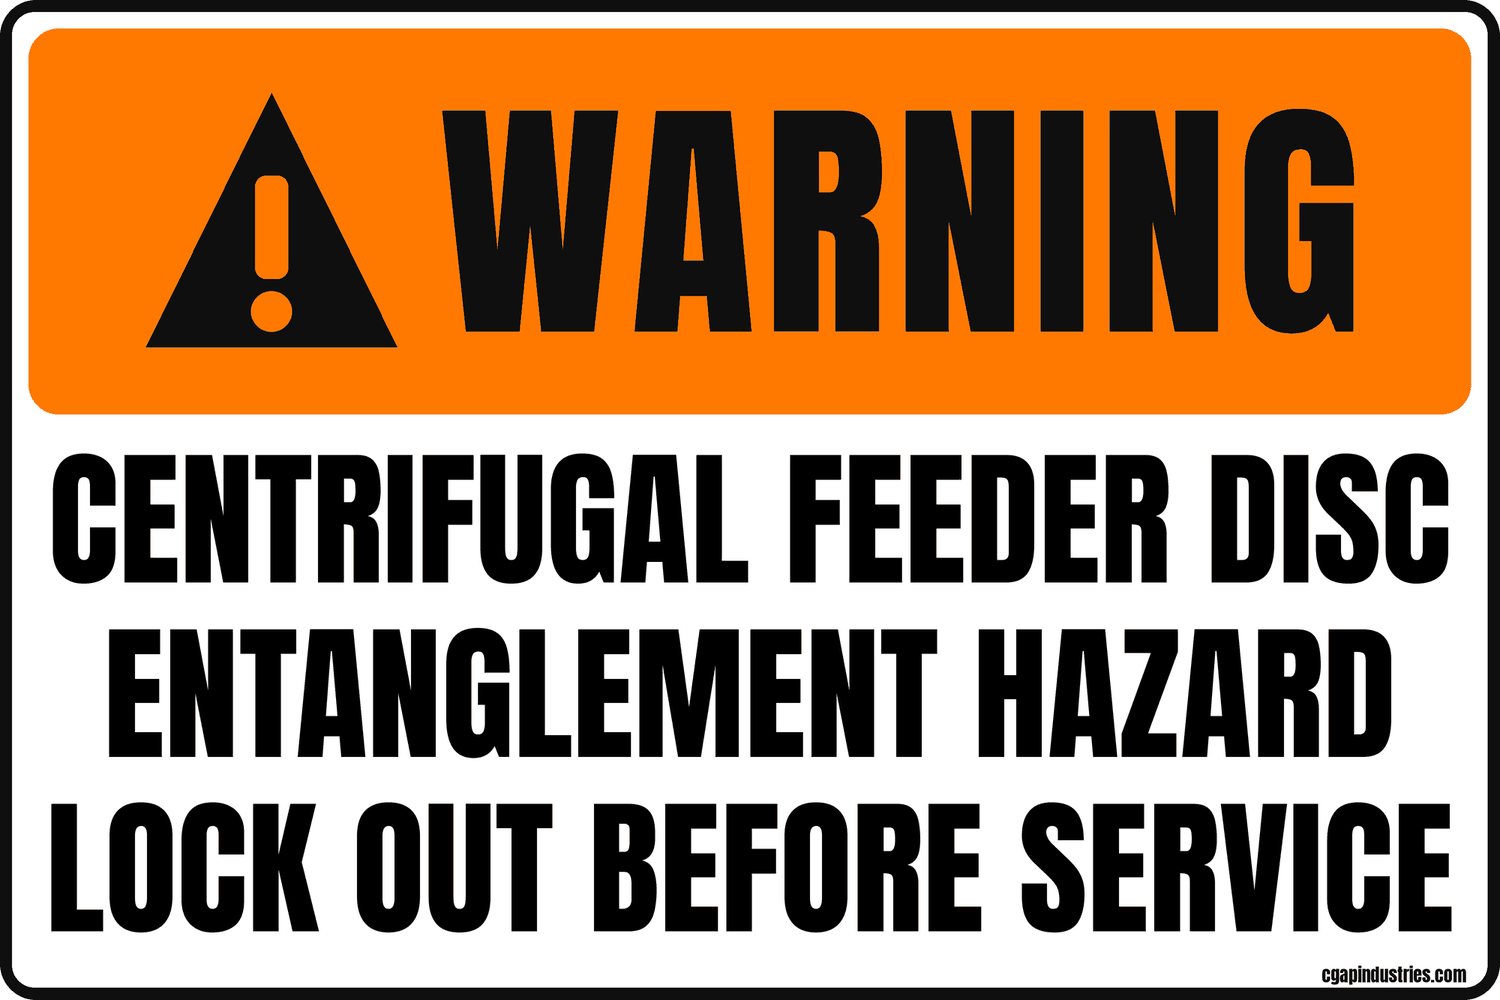 WARNING
CENTRIFUGAL FEEDER DISC
ENTANGLEMENT HAZARD
LOCK OUT BEFORE SERVICE
cgapindustries.com